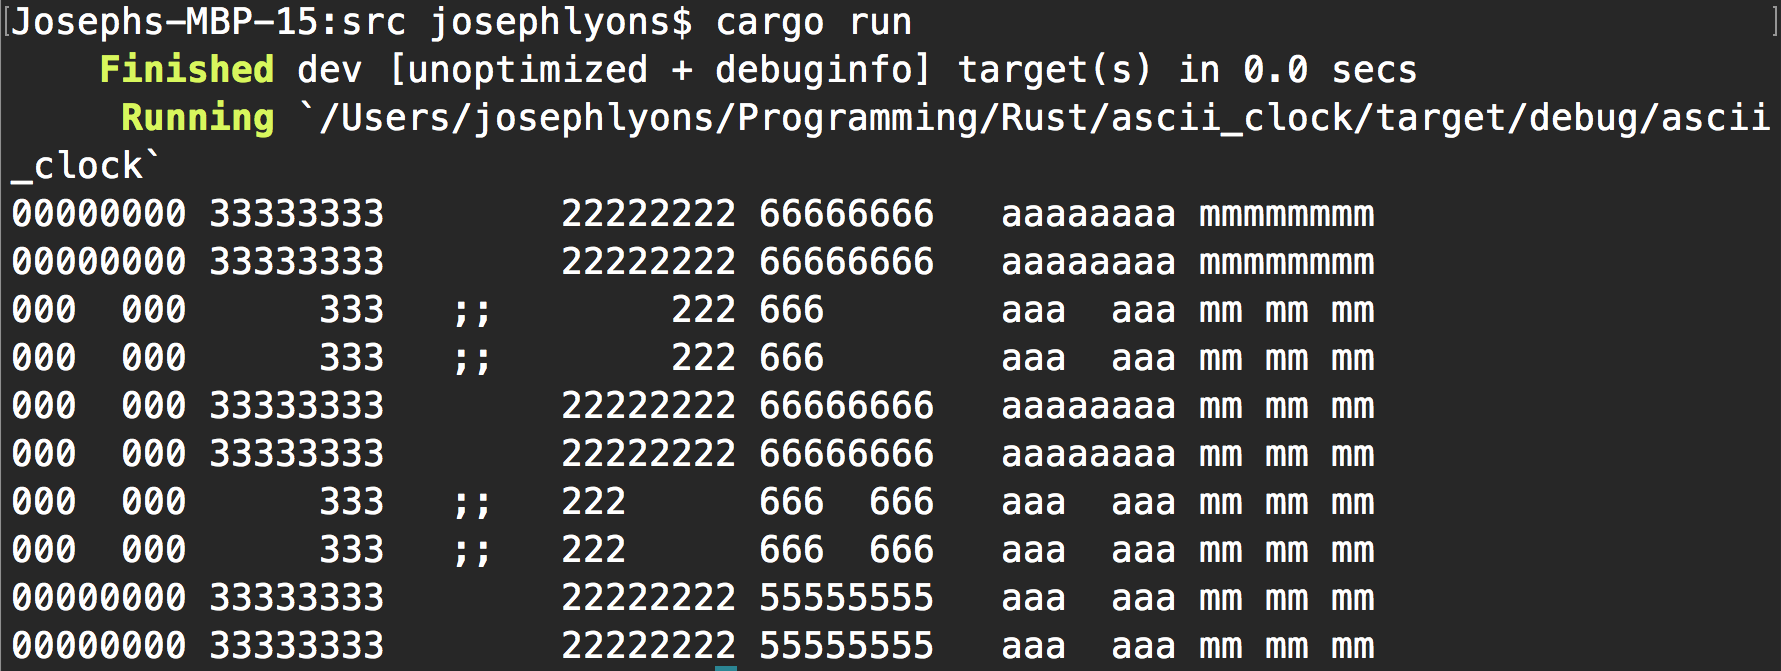 [Josephs-MBP-15:src josephlyons$ cargo run ]
    Finished dev [unoptimized + debuginfo] target(s) in 0.0 secs
     Running `/Users/josephlyons/Programming/Rust/ascii_clock/target/debug/ascii
_clock`
00000000 33333333        22222222 66666666   aaaaaaaa mmmmmmmm
00000000 33333333        22222222 66666666   aaaaaaaa mmmmmmmm
000  000      333   ;;        222 666        aaa  aaa mm mm mm
000  000      333   ;;        222 666        aaa  aaa mm mm mm
000  000 33333333        22222222 66666666   aaaaaaaa mm mm mm
000  000 33333333        22222222 66666666   aaaaaaaa mm mm mm
000  000      333   ;;   222      666  666   aaa  aaa mm mm mm
000  000      333   ;;   222      666  666   aaa  aaa mm mm mm
00000000 33333333        22222222 55555555   aaa  aaa mm mm mm
00000000 33333333        22222222 55555555   aaa  aaa mm mm mm